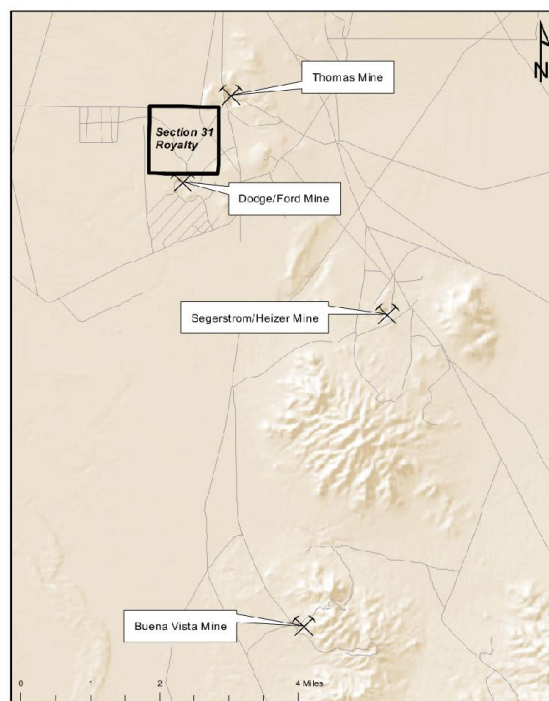 N
Thomas Mine
Section 31
Royalty
Dodge/Ford Mine
Segerstrom/Heizer Mine
Buena Vista Mine
0 1 2 4 Miles